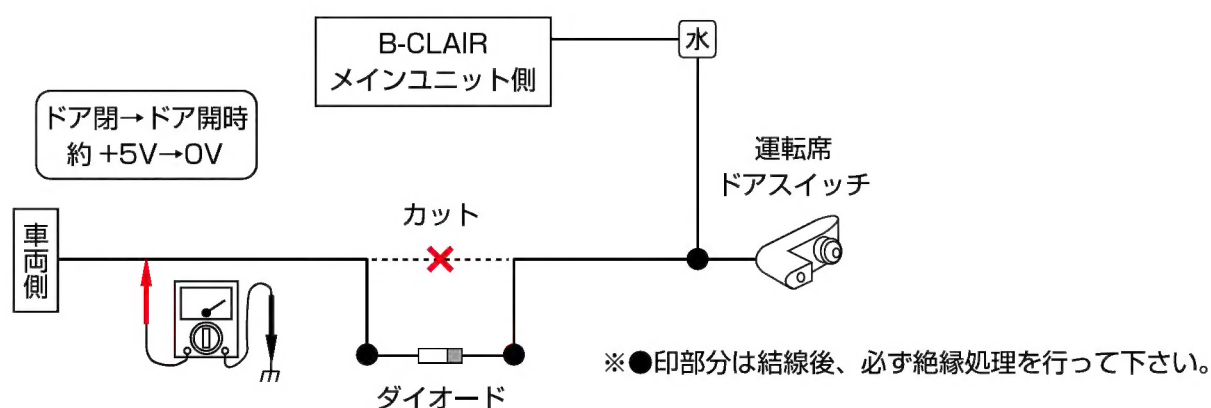 B-CLAIR
メインユニット側
水
ドア閉→ドア開時
約+5V→0V
運転席
ドアスイッチ
カット
車両側
ダイオード
※●印部分は結線後、必ず絶縁処理を行って下さい。